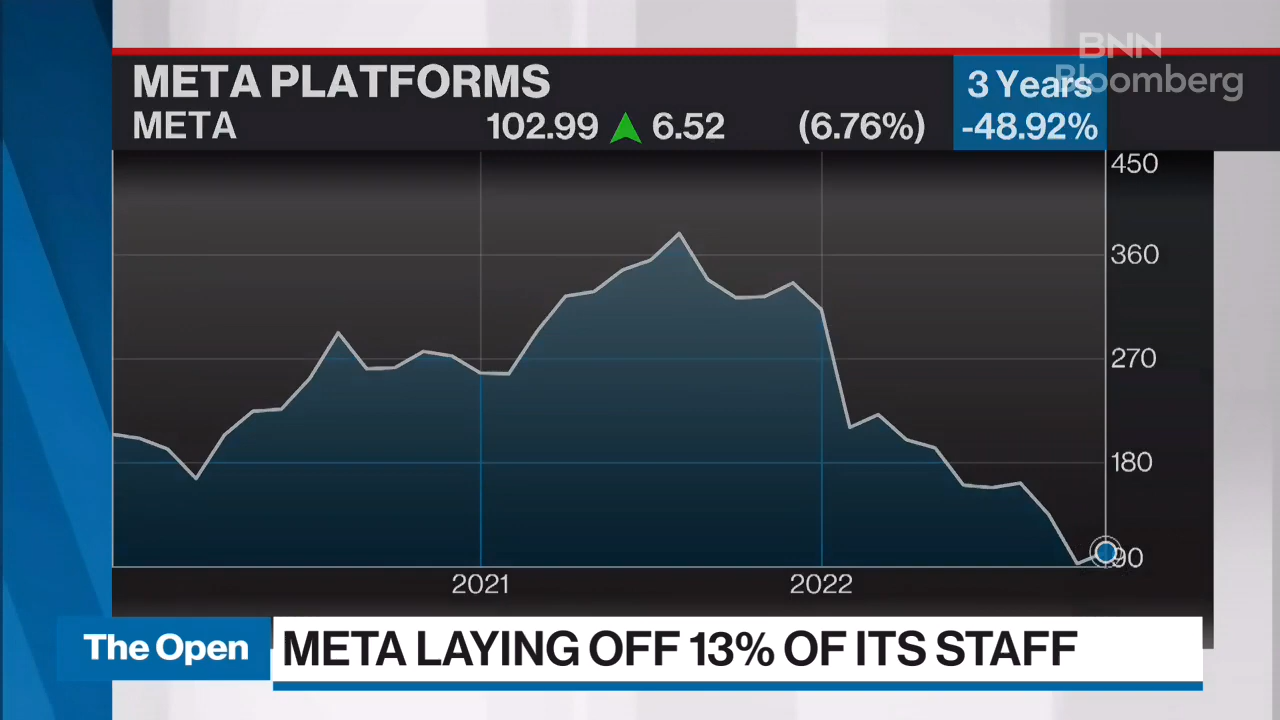 BNN
Bloomberg
META PLATFORMS
META 102.99 ▲ 6.52 (6.76%)
3 Years
-48.92%
450
360
270
180
90
2021 2022
The Open
META LAYING OFF 13% OF ITS STAFF